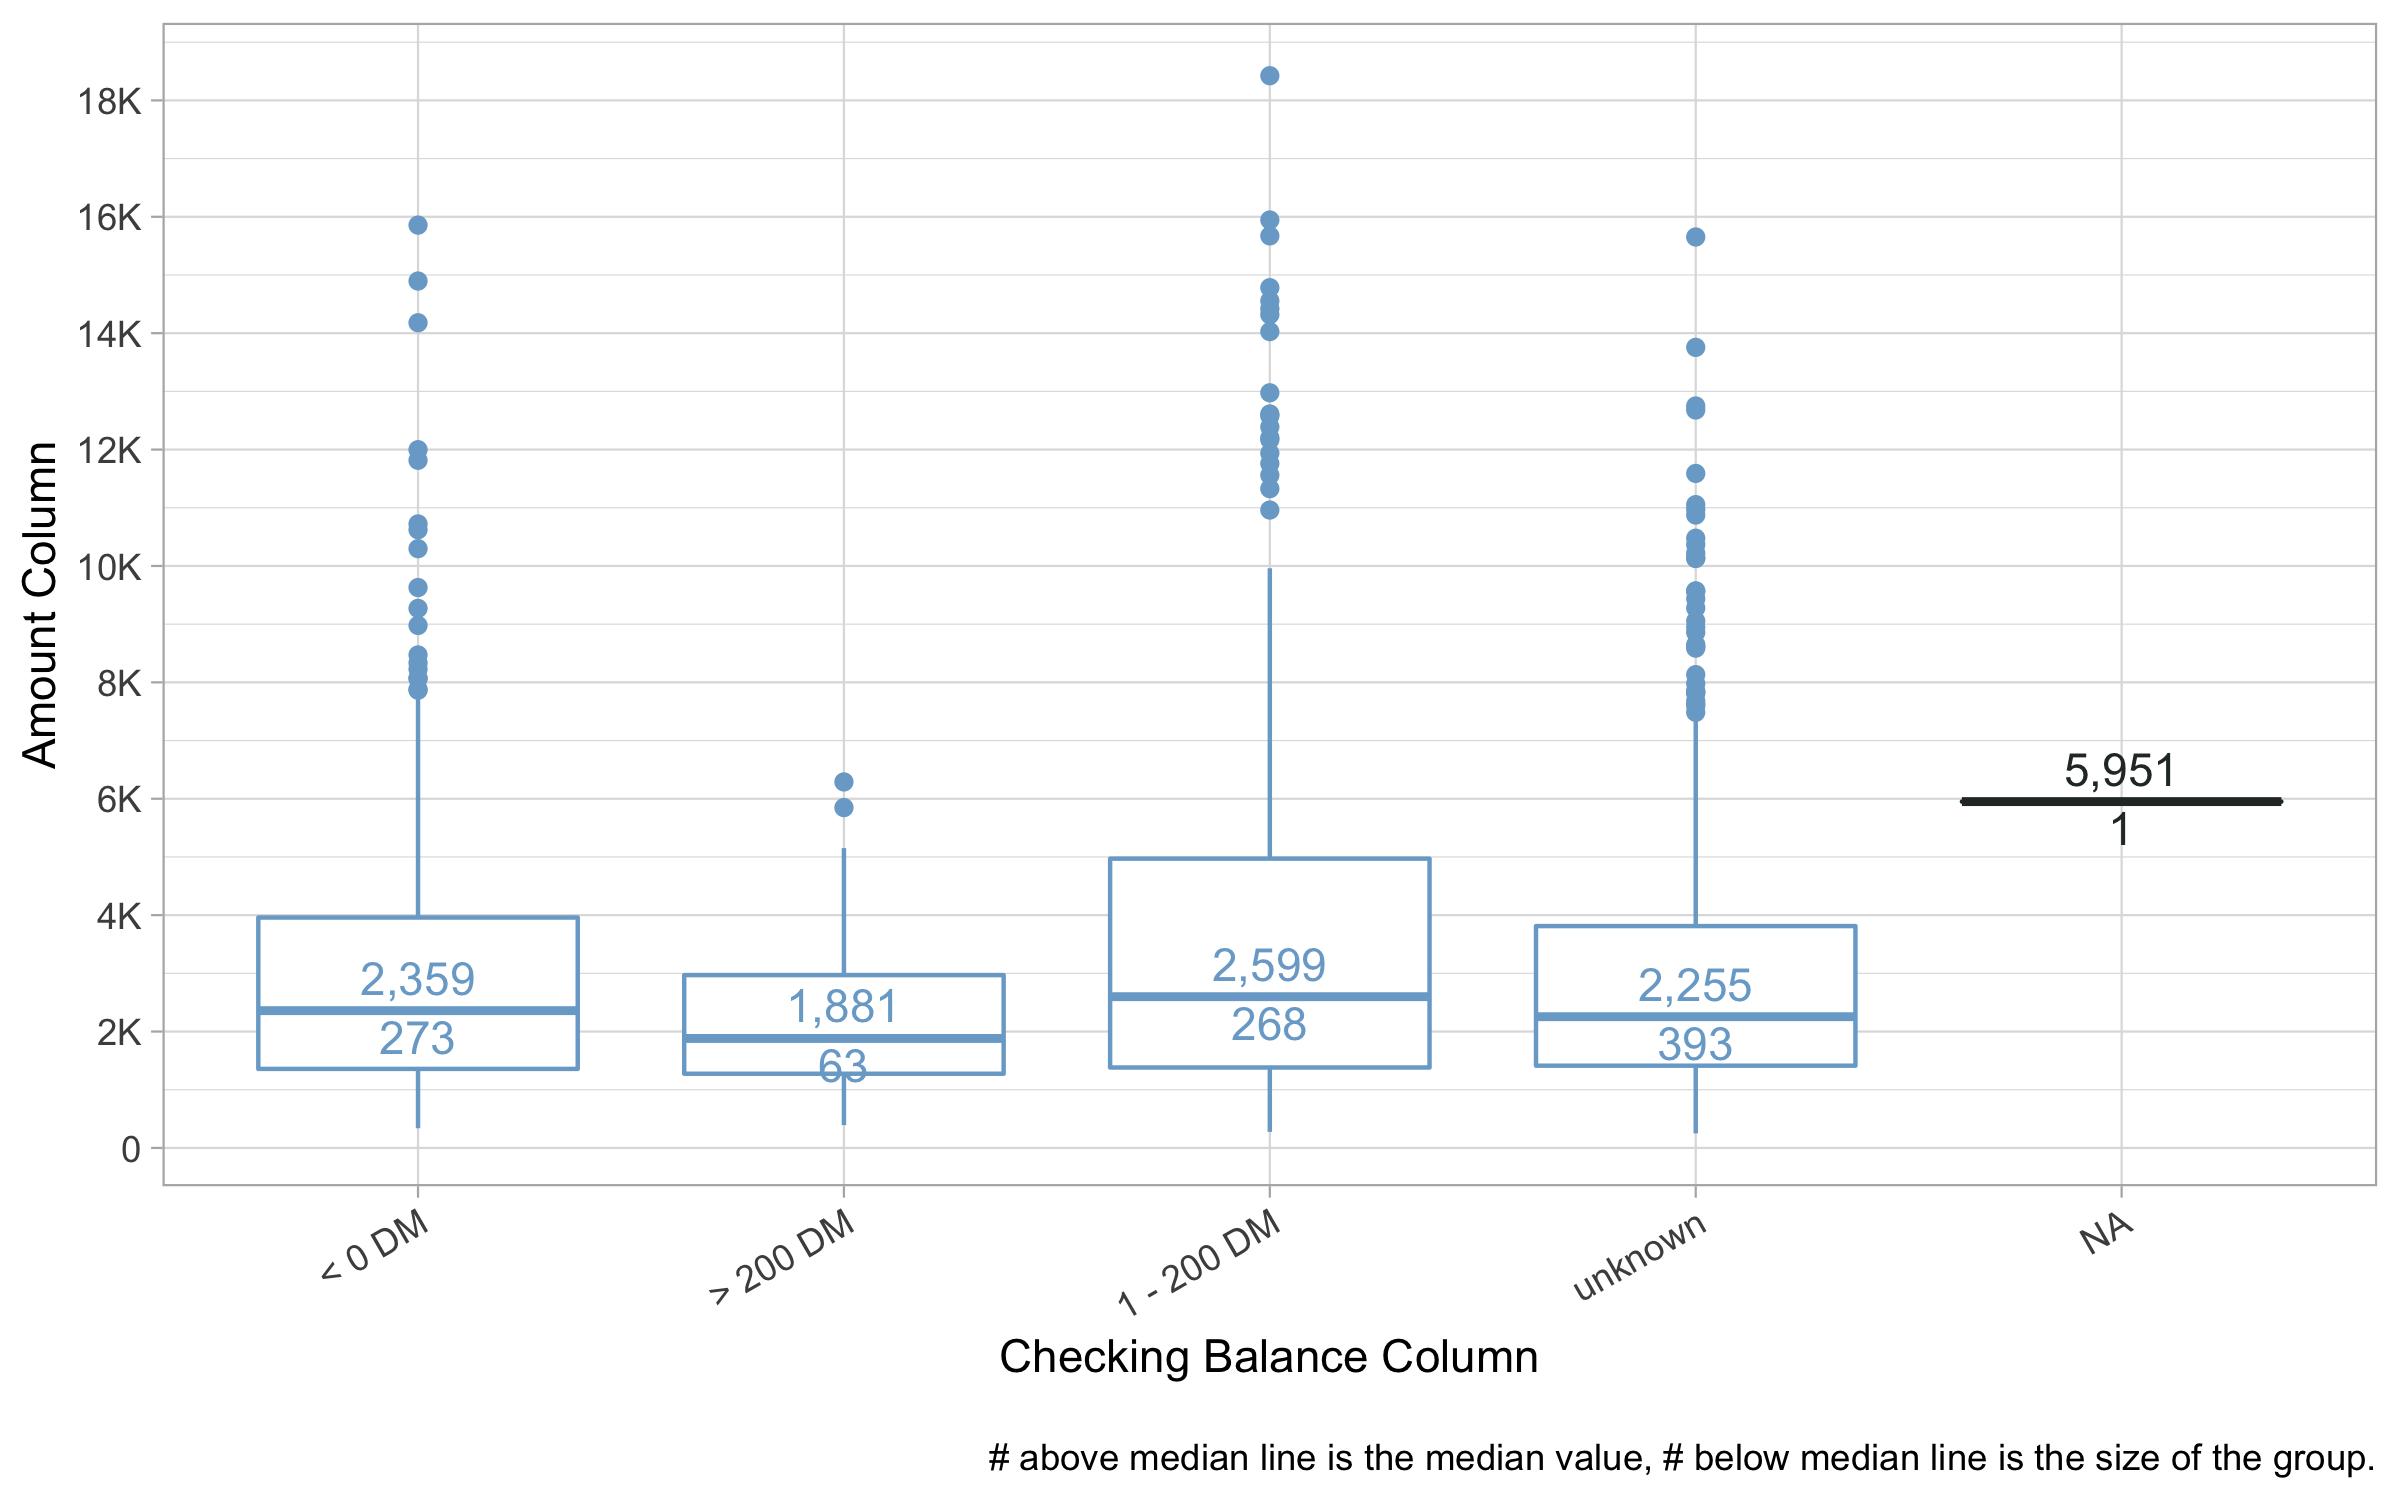 Amount Column
18K
16K
14K
12K
10K
8K
6K
4K
2K
0
2,359
273
1,881
63
2,599
268
2,255
393
5,951
1
< 0 DM
> 200 DM
1 - 200 DM
unknown
NA
Checking Balance Column
# above median line is the median value, # below median line is the size of the group.